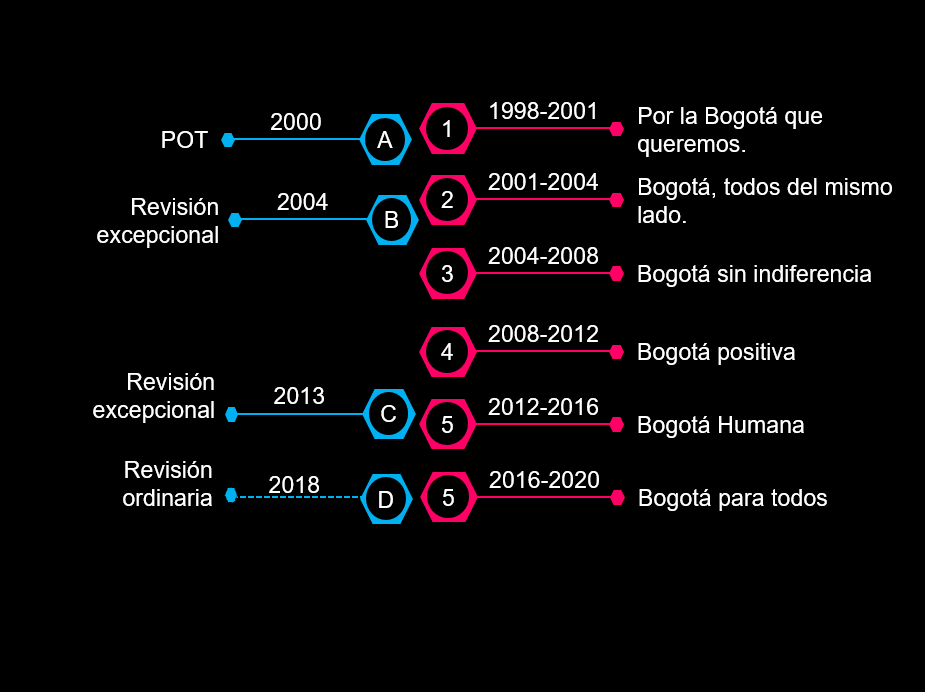 POT
2000
A
1
1998-2001
Por la Bogotá que
queremos.
Revisión
excepcional
2004
B
2
2001-2004
Bogotá, todos del mismo
lado.
3
2004-2008
Bogotá sin indiferencia
4
2008-2012
Bogotá positiva
Revisión
excepcional
2013
C
5
2012-2016
Bogotá Humana
Revisión
ordinaria
2018
D
5
2016-2020
Bogotá para todos